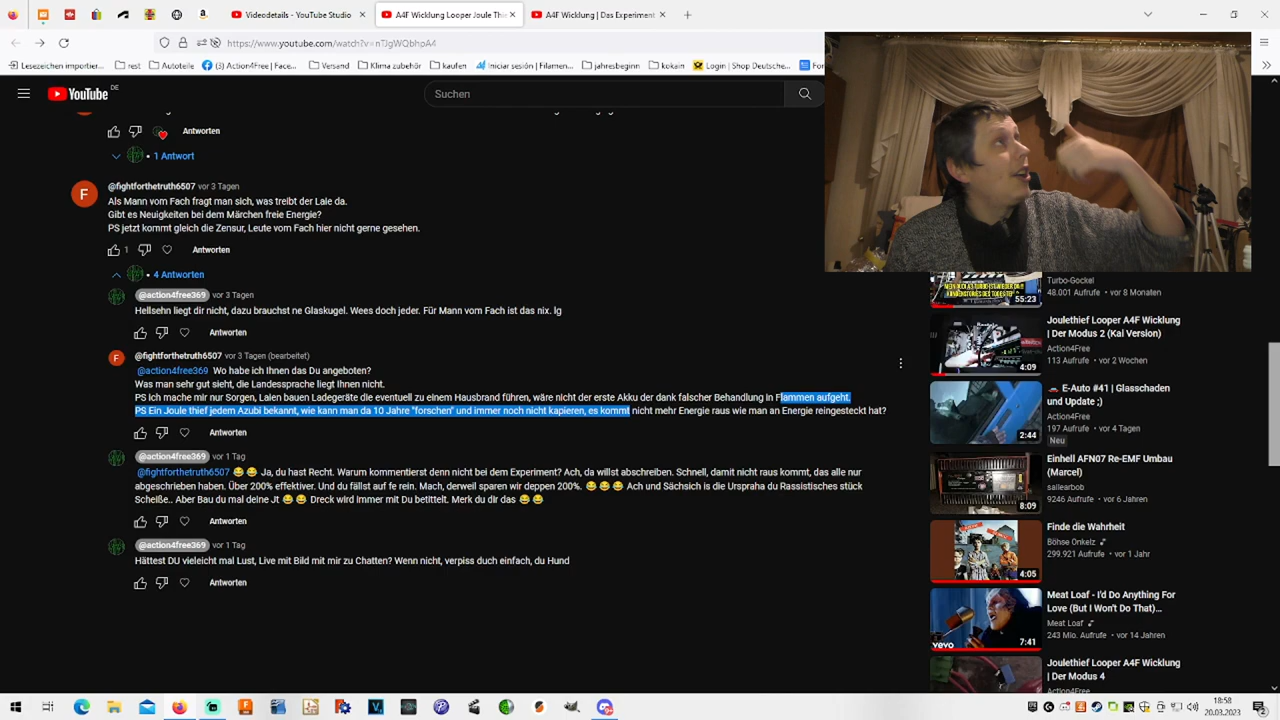 Videodetails - YouTube Studio
A4F Wicklung Looper Joule Thie
A4F Wicklung | Das Experiment
https://www.youtube.com/watch?v=nTJgWQbhpA4
Lesezeichen importiert...
rest
Autoteile
(3) Action4Free | Facen...
Versand
Klima zubehör
kaufen
Iniciar sesión | Filamen...
jahresbeginn
kokain
Login | Shop Deutsche...
YouTube DE
Suchen
Antworten
1 Antwort
F
@fightforthetruth6507 vor 3 Tagen
Als Mann vom Fach fragt man sich, was treibt der Laie da.
Gibt es Neuigkeiten bei dem Märchen freie Energie?
PS jetzt kommt gleich die Zensur, Leute vom Fach hier nicht gerne gesehen.
1 Antworten
4 Antworten
@action4free369 vor 3 Tagen
Hellsehn liegt dir nicht, dazu brauchst ne Glaskugel. Wees doch jeder. Für Mann vom Fach ist das nix. lg
Antworten
F
@fightforthetruth6507 vor 3 Tagen (bearbeitet)
@action4free369 Wo habe ich Ihnen das Du angeboten?
Was man sehr gut sieht, die Landessprache liegt Ihnen nicht.
PS ich mache mir nur Sorgen, Laien bauen Ladegeräte die eventuell zu einem Hausbrand führen, wäre nicht der erste Akku der dank falscher Behandlung in Flammen aufgeht.
PS Ein Joule thief jedem Azubi bekannt, wie kann man da 10 Jahre "forschen" und immer noch nicht kapieren, es kommt nicht mehr Energie raus wie man an Energie reingesteckt hat?
Antworten
@action4free369 vor 1 Tag
@fightforthetruth6507 😂😂 Ja, du hast Recht. Warum kommentierst denn nicht bei dem Experiment? Ach, da willst abschreiben. Schnell, damit nicht raus kommt, das alle nur
abgeschrieben haben. Über 200% effektiver. Und du fällst auf fe rein. Mach, derweil sparen wir deppen 200%. 😂😂😂 Ach und Sächsich is die Urspraha du Rassistisches stück
Scheiße.. Aber Bau du mal deine Jt 😂😂 Dreck wird immer mit Du betittelt. Merk du dir das 😂😂
Antworten
@action4free369 vor 1 Tag
Hättest DU vieleicht mal Lust, Live mit Bild mit mir zu Chatten? Wenn nicht, verpiss duch einfach, du Hund
Antworten
55:23
Turbo-Gockel
48.001 Aufrufe • vor 8 Monaten
Joulethief Looper A4F Wicklung
| Der Modus 2 (Kai Version)
Action4Free
113 Aufrufe • vor 2 Wochen
4:09
E-Auto #41 | Glasschaden
und Update ;)
Action4Free
197 Aufrufe • vor 4 Tagen
Neu
2:44
Einhell AFN07 Re-EMF Umbau
(Marcel)
sallearbob
9246 Aufrufe • vor 6 Jahren
8:09
Finde die Wahrheit
Böhse Onkelz
299.921 Aufrufe • vor 1 Jahr
4:05
Meat Loaf - I'd Do Anything For
Love (But I Won't Do That)...
Meat Loaf
243 Mio. Aufrufe • vor 14 Jahren
vevo
7:41
Joulethief Looper A4F Wicklung
| Der Modus 4
Action4Free
18:58
20.03.2023